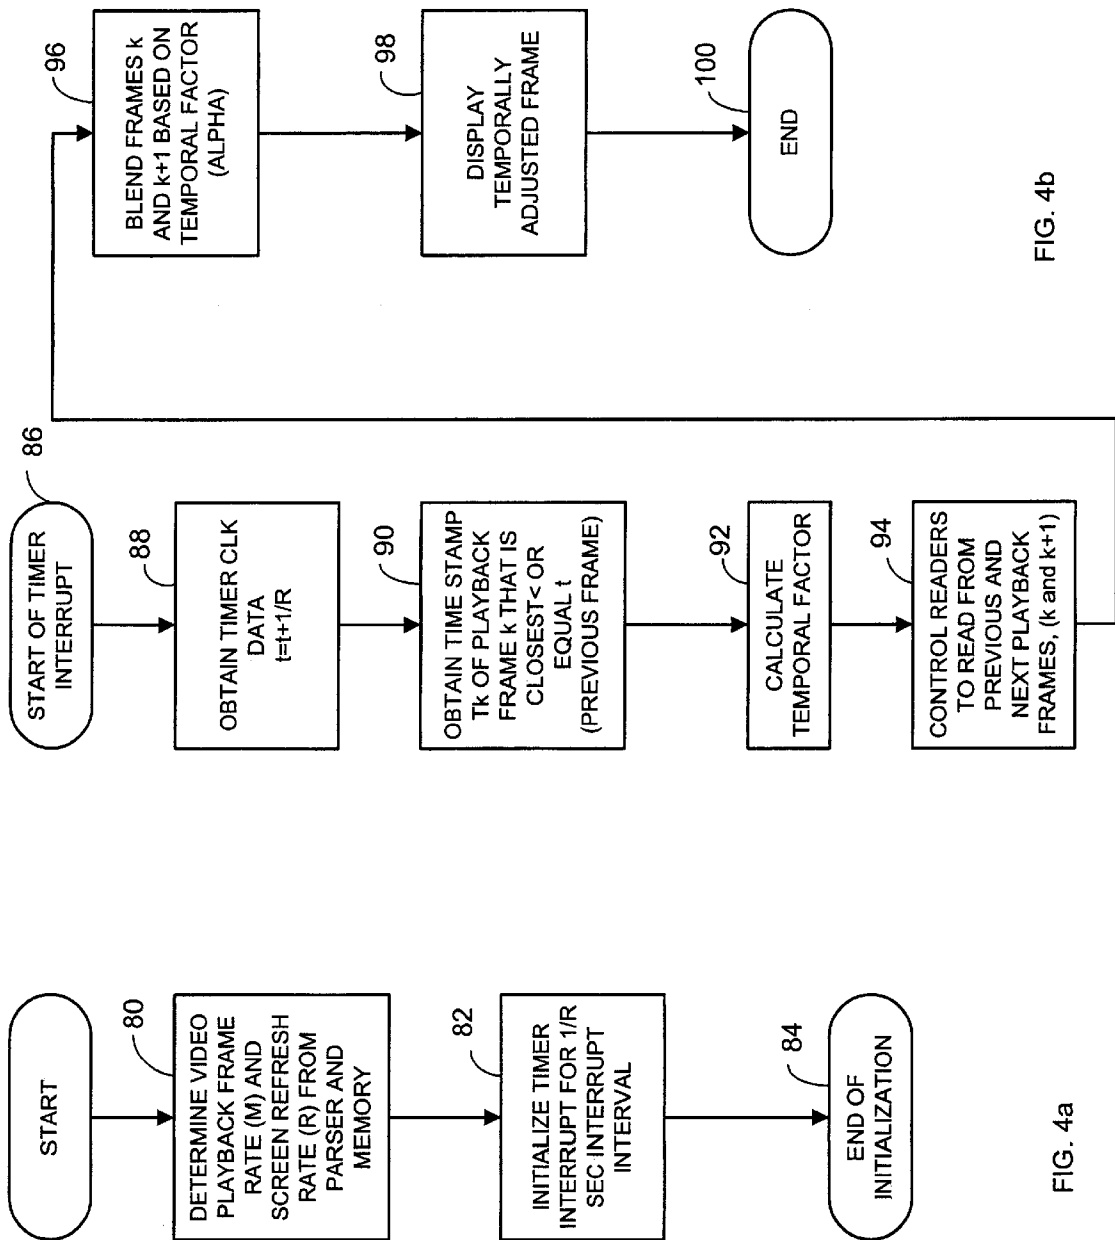 START
80
DETERMINE VIDEO
PLAYBACK FRAME
RATE (M) AND
SCREEN REFRESH
RATE (R) FROM
PARSER AND
MEMORY
82
INITIALIZE TIMER
INTERRUPT FOR 1/R
SEC INTERRUPT
INTERVAL
84
END OF
INITIALIZATION
FIG. 4a
86
START OF TIMER
INTERRUPT
88
OBTAIN TIMER CLK
DATA
t=t+1/R
90
OBTAIN TIME STAMP
Tk OF PLAYBACK
FRAME k THAT IS
CLOSEST< OR
EQUAL t
(PREVIOUS FRAME)
92
CALCULATE
TEMPORAL FACTOR
94
CONTROL READERS
TO READ FROM
PREVIOUS AND
NEXT PLAYBACK
FRAMES, (k and k+1)
96
BLEND FRAMES k
AND k+1 BASED ON
TEMPORAL FACTOR
(ALPHA)
98
DISPLAY
TEMPORALLY
ADJUSTED FRAME
100
END
FIG. 4b